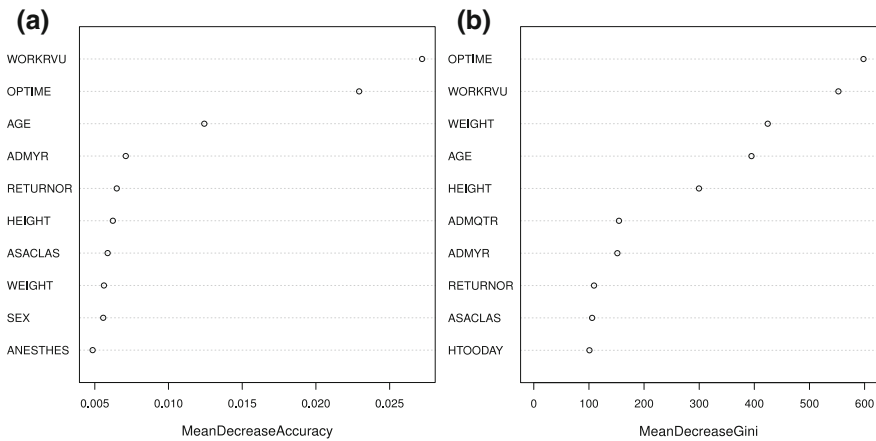 (a)
WORKRVU
OPTIME
AGE
ADMYR
RETURNOR
HEIGHT
ASACLAS
WEIGHT
SEX
ANESTHES
0.005 0.010 0.015 0.020 0.025
MeanDecreaseAccuracy
(b)
OPTIME
WORKRVU
WEIGHT
AGE
HEIGHT
ADMQTR
ADMYR
RETURNOR
ASACLAS
HTOODAY
0 100 200 300 400 500 600
MeanDecreaseGini